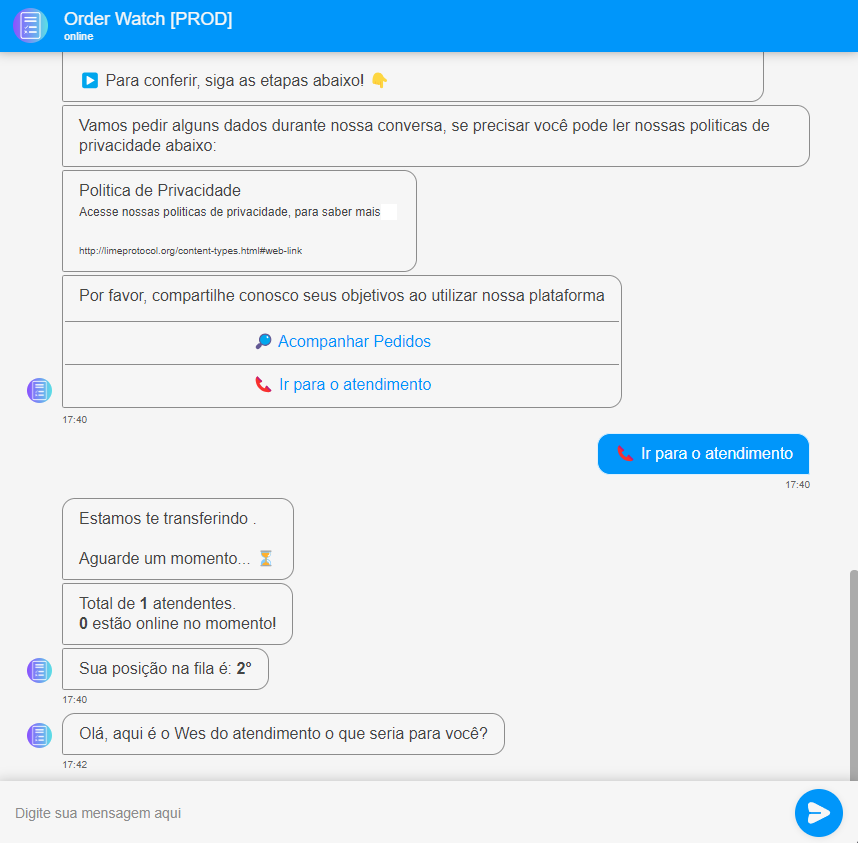 Order Watch [PROD]
online
Para conferir, siga as etapas abaixo!
Vamos pedir alguns dados durante nossa conversa, se precisar você pode ler nossas politicas de
privacidade abaixo:
Politica de Privacidade
Acesse nossas politicas de privacidade, para saber mais
http://limeprotocol.org/content-types.html#web-link
Por favor, compartilhe conosco seus objetivos ao utilizar nossa plataforma
Acompanhar Pedidos
Ir para o atendimento
17:40
Ir para o atendimento
17:40
Estamos te transferindo .
Aguarde um momento...
Total de 1 atendentes.
0 estão online no momento!
Sua posição na fila é: 2°
17:40
Olá, aqui é o Wes do atendimento o que seria para você?
17:42
Digite sua mensagem aqui